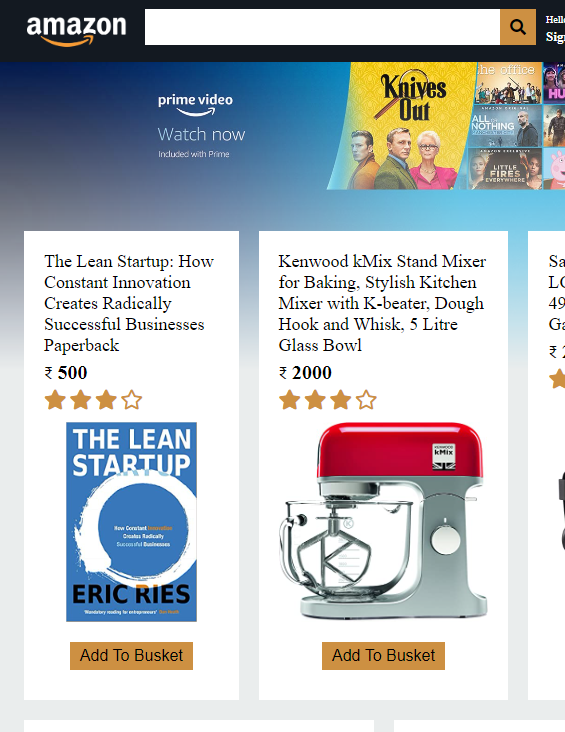 amazon
Hello
Sig
prime video
Watch now
Included with Prime
Knives
Out
the office
ALL OR
NOTHING
LITTLE
FIRES
EVERYWHERE
HU
The Lean Startup: How
Constant Innovation
Creates Radically
Successful Businesses
Paperback
₹ 500
THE LEAN
STARTUP
How Constant Innovation
Creates Radically
Successful Businesses
ERIC RIES
'Mandatory reading for entrepreneurs'
Add To Busket
Kenwood kMix Stand Mixer
for Baking, Stylish Kitchen
Mixer with K-beater, Dough
Hook and Whisk, 5 Litre
Glass Bowl
₹ 2000
KENWOOD
kMix
Add To Busket
Sa
LC
49
Ga
₹ 2